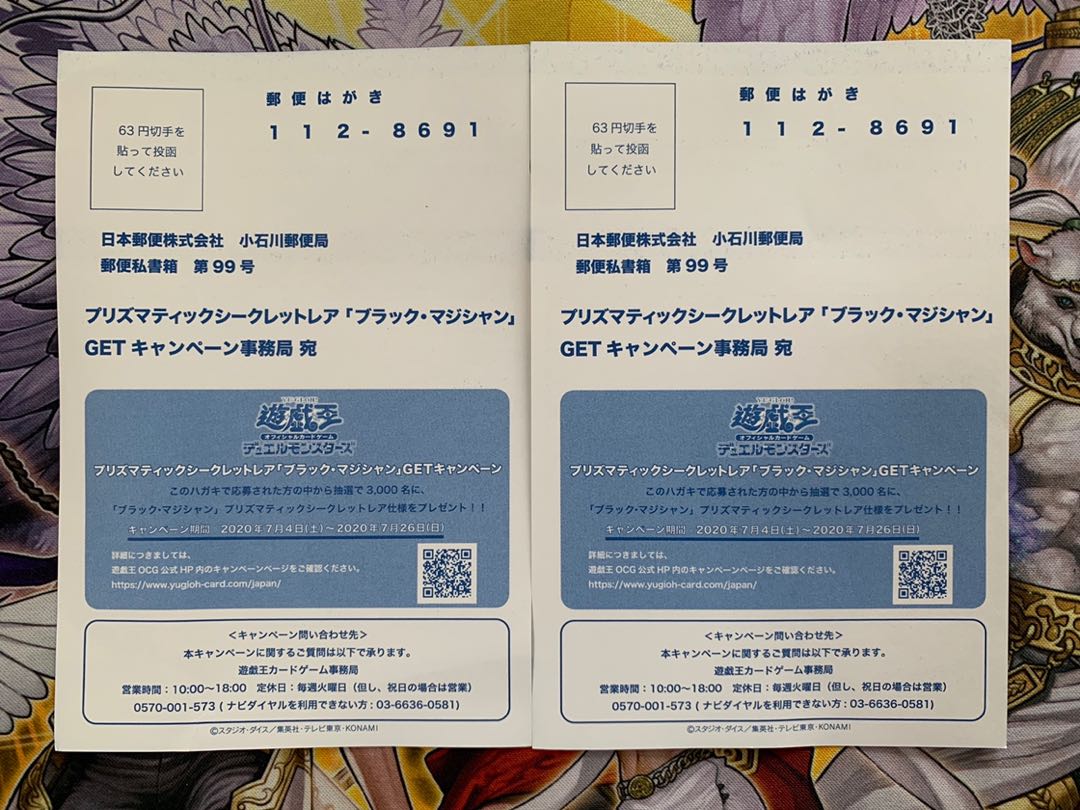 郵便はがき
112-8691
63円切手を
貼って投函
してください
日本郵便株式会社 小石川郵便局
郵便私書箱 第99号
プリズマティックシークレットレア「ブラック・マジシャン」
GETキャンペーン事務局 宛
YU-GI-OH!
遊戯王
オフィシャルカードゲーム
デュエルモンスターズ
プリズマティックシークレットレア「ブラック・マジシャン」GETキャンペーン
このハガキで応募された方の中から抽選で3,000名に、
「ブラック・マジシャン」プリズマティックシークレットレア仕様をプレゼント!!
キャンペーン期間 2020年7月4日(土)～2020年7月26日(日)
詳細につきましては、
遊戯王OCG公式HP内のキャンペーンページをご確認ください。
https://www.yugioh-card.com/japan/
＜キャンペーン問い合わせ先＞
本キャンペーンに関するご質問は以下で承ります。
遊戯王カードゲーム事務局
営業時間：10:00～18:00 定休日：毎週火曜日（但し、祝日の場合は営業）
0570-001-573 (ナビダイヤルを利用できない方：03-6636-0581)
©スタジオ・ダイス／集英社・テレビ東京・KONAMI
郵便はがき
112-8691
63円切手を
貼って投函
してください
日本郵便株式会社 小石川郵便局
郵便私書箱 第99号
プリズマティックシークレットレア「ブラック・マジシャン」
GETキャンペーン事務局 宛
YU-GI-OH!
遊戯王
オフィシャルカードゲーム
デュエルモンスターズ
プリズマティックシークレットレア「ブラック・マジシャン」GETキャンペーン
このハガキで応募された方の中から抽選で3,000名に、
「ブラック・マジシャン」プリズマティックシークレットレア仕様をプレゼント!!
キャンペーン期間 2020年7月4日(土)～2020年7月26日(日)
詳細につきましては、
遊戯王OCG公式HP内のキャンペーンページをご確認ください。
https://www.yugioh-card.com/japan/
＜キャンペーン問い合わせ先＞
本キャンペーンに関するご質問は以下で承ります。
遊戯王カードゲーム事務局
営業時間：10:00～18:00 定休日：毎週火曜日（但し、祝日の場合は営業）
0570-001-573 (ナビダイヤルを利用できない方：03-6636-0581)
©スタジオ・ダイス／集英社・テレビ東京・KONAMI